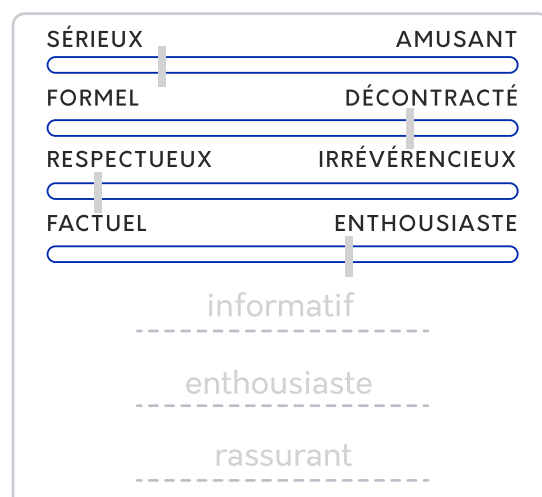 SÉRIEUX AMUSANT
FORMEL DÉCONTRACTÉ
RESPECTUEUX IRRÉVÉRENCIEUX
FACTUEL ENTHOUSIASTE
informatif
enthousiaste
rassurant